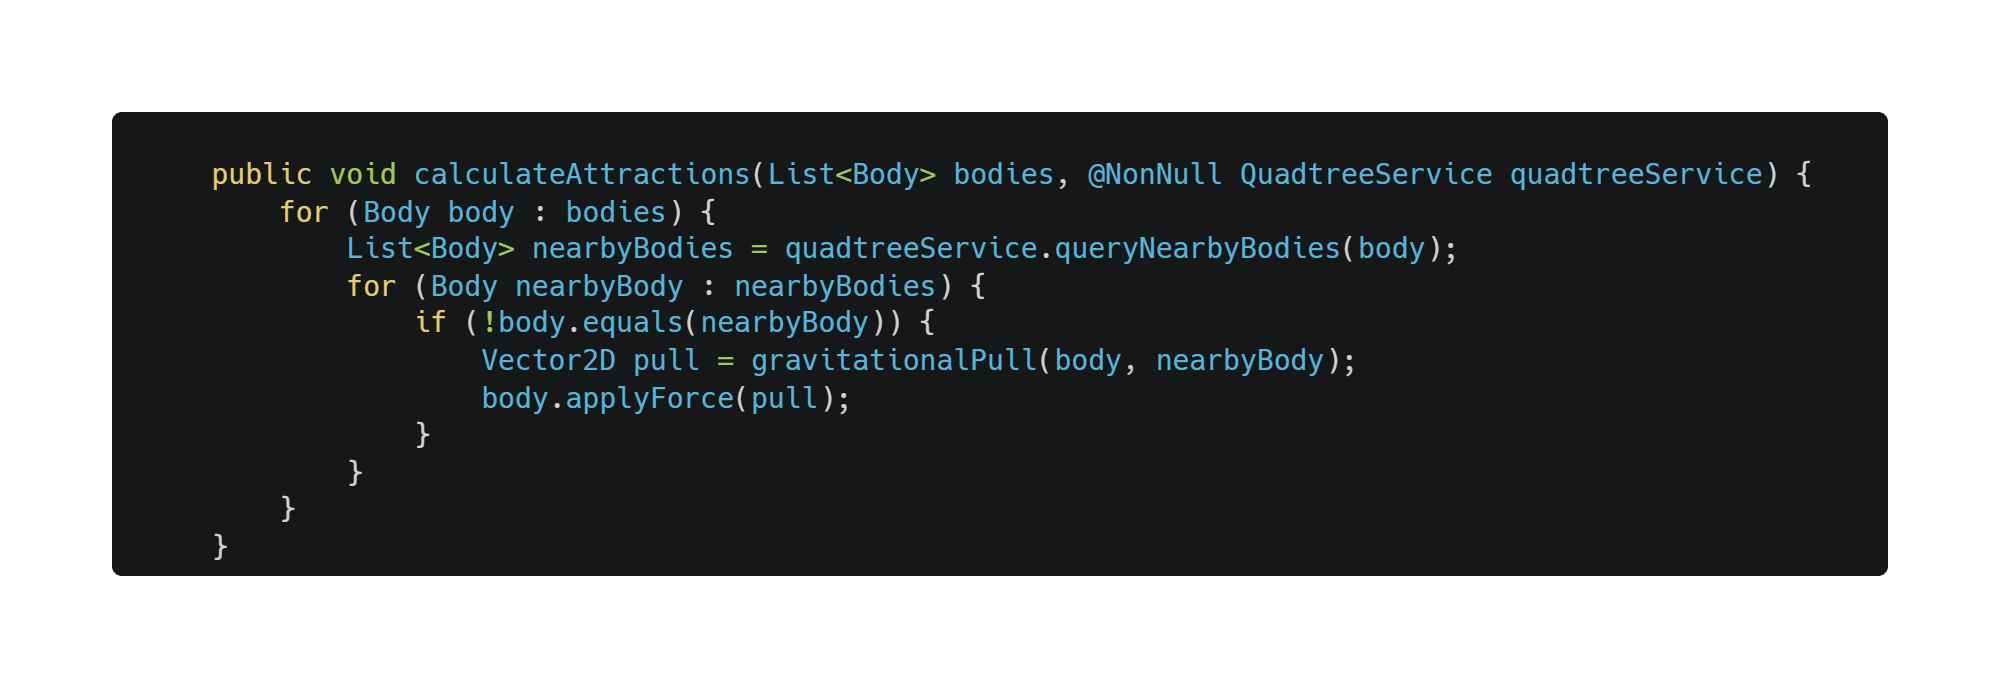 public void calculateAttractions(List<Body> bodies, @NonNull QuadtreeService quadtreeService) {
    for (Body body : bodies) {
        List<Body> nearbyBodies = quadtreeService.queryNearbyBodies(body);
        for (Body nearbyBody : nearbyBodies) {
            if (!body.equals(nearbyBody)) {
                Vector2D pull = gravitationalPull(body, nearbyBody);
                body.applyForce(pull);
            }
        }
    }
}